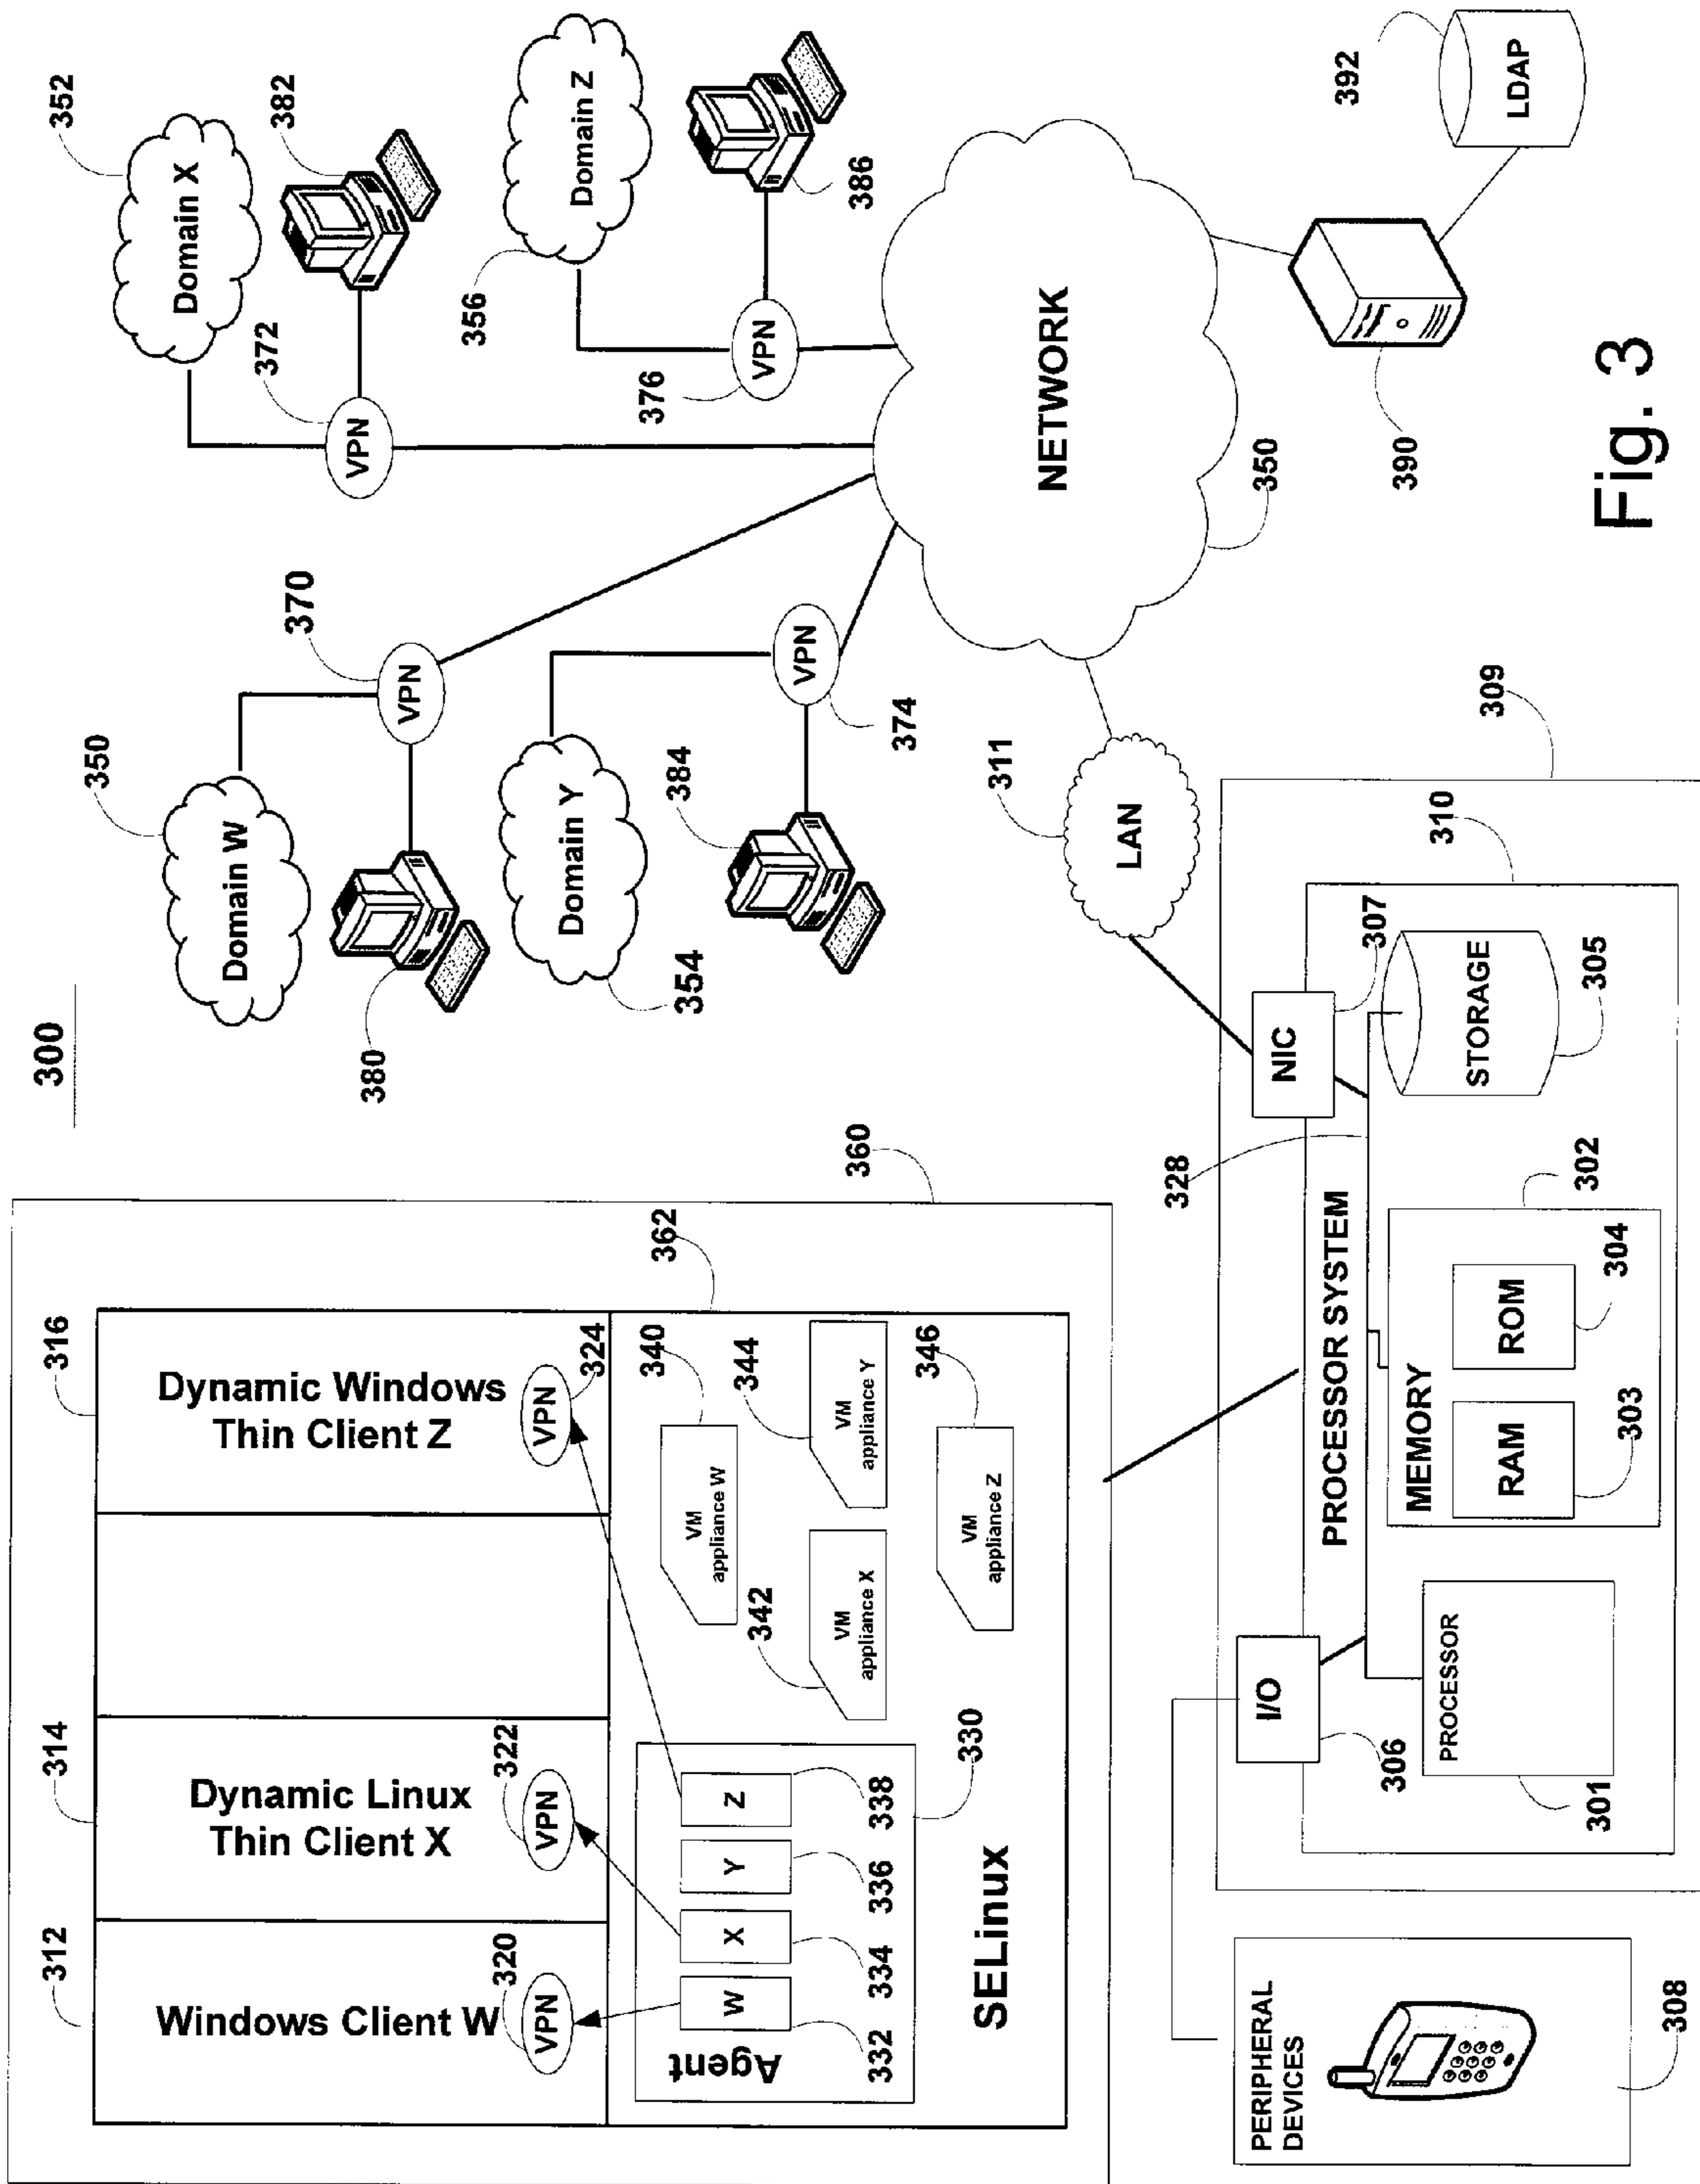 300
312
314
316
Windows Client W
Dynamic Linux
Thin Client X
Dynamic Windows
Thin Client Z
320
VPN
322
VPN
324
VPN
362
360
Agent
W
X
Y
Z
332
334
336
338
330
SELinux
340
VM
appliance W
342
VM
appliance X
344
VM
appliance Y
346
VM
appliance Z
350
Domain W
370
VPN
380
352
Domain X
372
VPN
382
354
Domain Y
384
VPN
374
356
Domain Z
376
VPN
386
NETWORK
350
311
LAN
390
392
LDAP
309
310
PERIPHERAL
DEVICES
308
I/O
306
PROCESSOR SYSTEM
328
NIC
307
PROCESSOR
301
MEMORY
302
RAM
303
ROM
304
STORAGE
305
Fig. 3